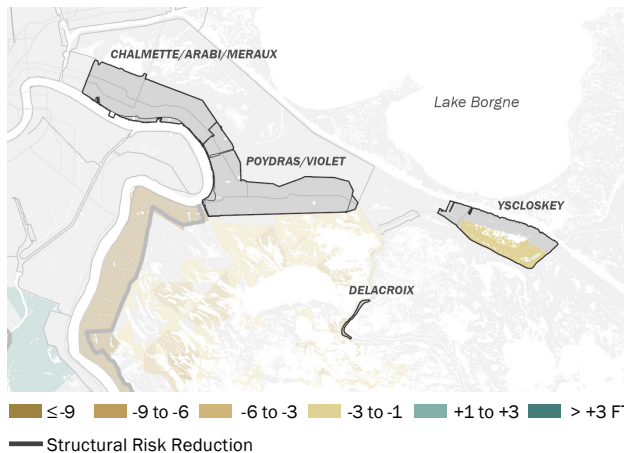 CHALMETTE/ARABI/MERAUX
Lake Borgne
POYDRAS/VIOLET
YSCLOSKEY
DELACROIX
≤ -9 -9 to -6 -6 to -3 -3 to -1 +1 to +3 > +3 FT
Structural Risk Reduction